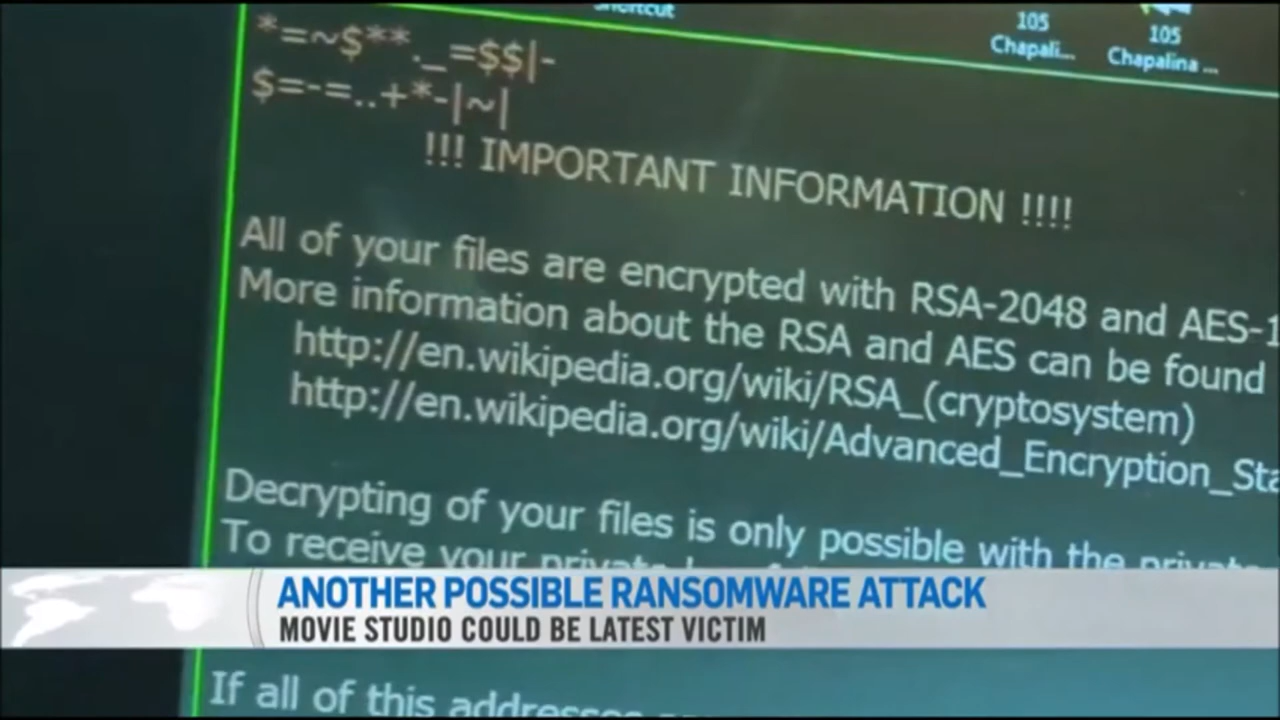 105
Chapali...
105
Chapalina ...
*=~$**._=$$|-
$=-=..+*-|~|
!!! IMPORTANT INFORMATION !!!!
All of your files are encrypted with RSA-2048 and AES-1
More information about the RSA and AES can be found
http://en.wikipedia.org/wiki/RSA_(cryptosystem)
http://en.wikipedia.org/wiki/Advanced_Encryption_Sta
Decrypting of your files is only possible with the private
To receive your private
ANOTHER POSSIBLE RANSOMWARE ATTACK
MOVIE STUDIO COULD BE LATEST VICTIM
If all of this addresses